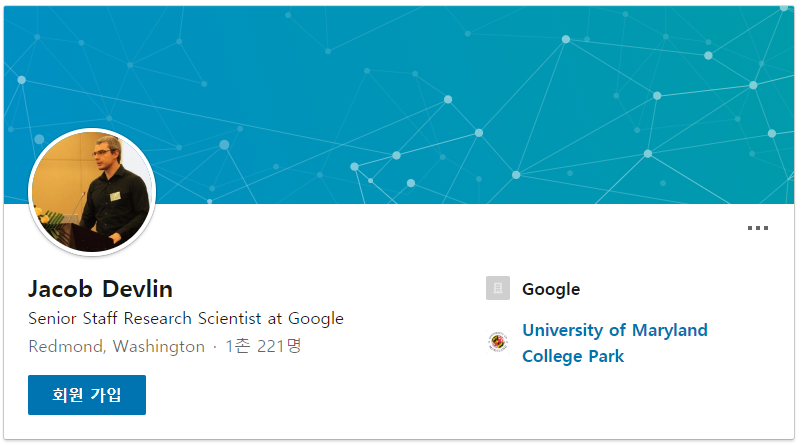 Jacob Devlin
Senior Staff Research Scientist at Google
Redmond, Washington · 1촌 221명
회원 가입
Google
University of Maryland
College Park